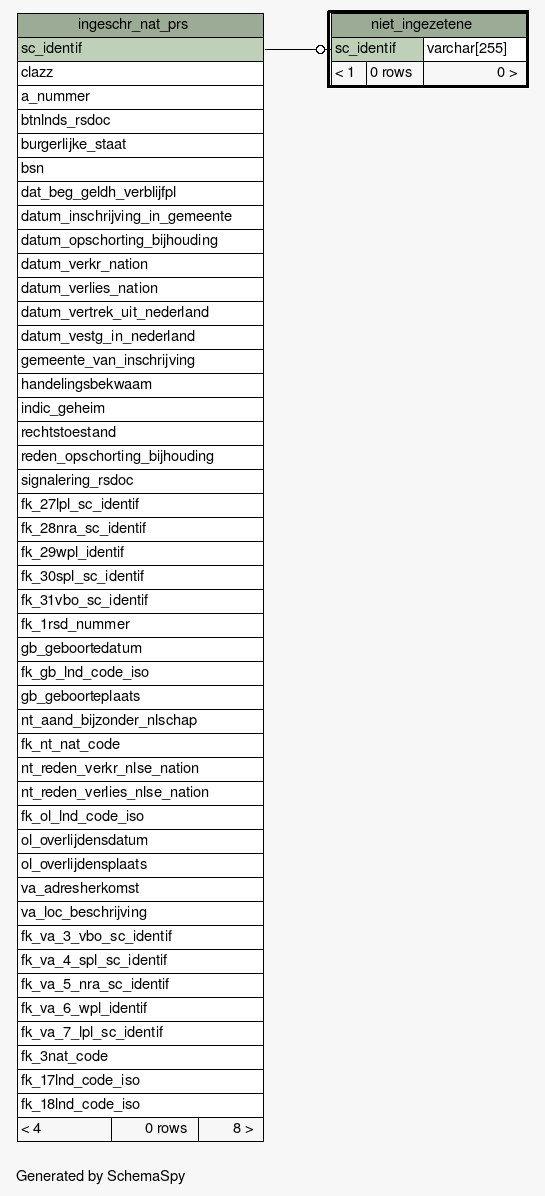 ingeschr_nat_prs
sc_identif
clazz
a_nummer
btnlnds_rsdoc
burgerlijke_staat
bsn
dat_beg_geldh_verblijfpl
datum_inschrijving_in_gemeente
datum_opschorting_bijhouding
datum_verkr_nation
datum_verlies_nation
datum_vertrek_uit_nederland
datum_vestg_in_nederland
gemeente_van_inschrijving
handelingsbekwaam
indic_geheim
rechtstoestand
reden_opschorting_bijhouding
signalering_rsdoc
fk_27lpl_sc_identif
fk_28nra_sc_identif
fk_29wpl_identif
fk_30spl_sc_identif
fk_31vbo_sc_identif
fk_1rsd_nummer
gb_geboortedatum
fk_gb_lnd_code_iso
gb_geboorteplaats
nt_aand_bijzonder_nlschap
fk_nt_nat_code
nt_reden_verkr_nlse_nation
nt_reden_verlies_nlse_nation
fk_ol_lnd_code_iso
ol_overlijdensdatum
ol_overlijdensplaats
va_adresherkomst
va_loc_beschrijving
fk_va_3_vbo_sc_identif
fk_va_4_spl_sc_identif
fk_va_5_nra_sc_identif
fk_va_6_wpl_identif
fk_va_7_lpl_sc_identif
fk_3nat_code
fk_17lnd_code_iso
fk_18lnd_code_iso
< 4 0 rows 8 >
niet_ingezetene
sc_identif varchar[255]
< 1 0 rows 0 >
Generated by SchemaSpy